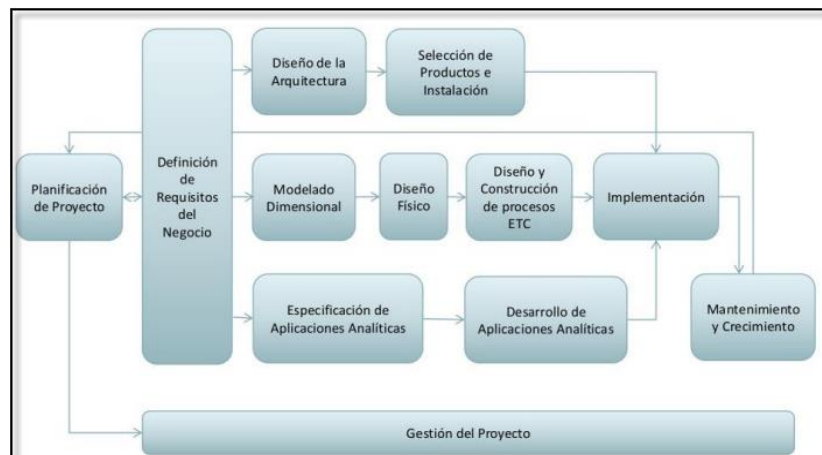 Diseño de la
Arquitectura
Selección de
Productos e
Instalación
Planificación
de Proyecto
Definición
de
Requisitos
del
Negocio
Modelado
Dimensional
Diseño
Físico
Diseño y
Construcción
de procesos
ETC
Implementación
Especificación de
Aplicaciones Analíticas
Desarrollo de
Aplicaciones Analíticas
Mantenimiento
y Crecimiento
Gestión del Proyecto